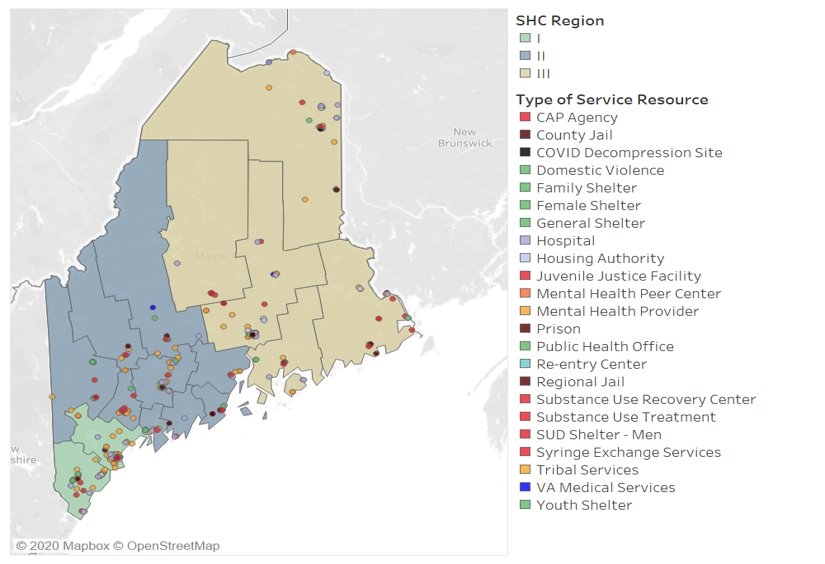 SHC Region
I
II
III
Type of Service Resource
CAP Agency
County Jail
COVID Decompression Site
Domestic Violence
Family Shelter
Female Shelter
General Shelter
Hospital
Housing Authority
Juvenile Justice Facility
Mental Health Peer Center
Mental Health Provider
Prison
Public Health Office
Re-entry Center
Regional Jail
Substance Use Recovery Center
Substance Use Treatment
SUD Shelter - Men
Syringe Exchange Services
Tribal Services
VA Medical Services
Youth Shelter
New
Brunswick
Maine
w
shire
© 2020 Mapbox © OpenStreetMap